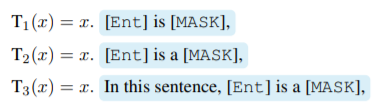 T₁(x) = x. [Ent] is [MASK],
T₂(x) = x. [Ent] is a [MASK],
T₃(x) = x. In this sentence, [Ent] is a [MASK],